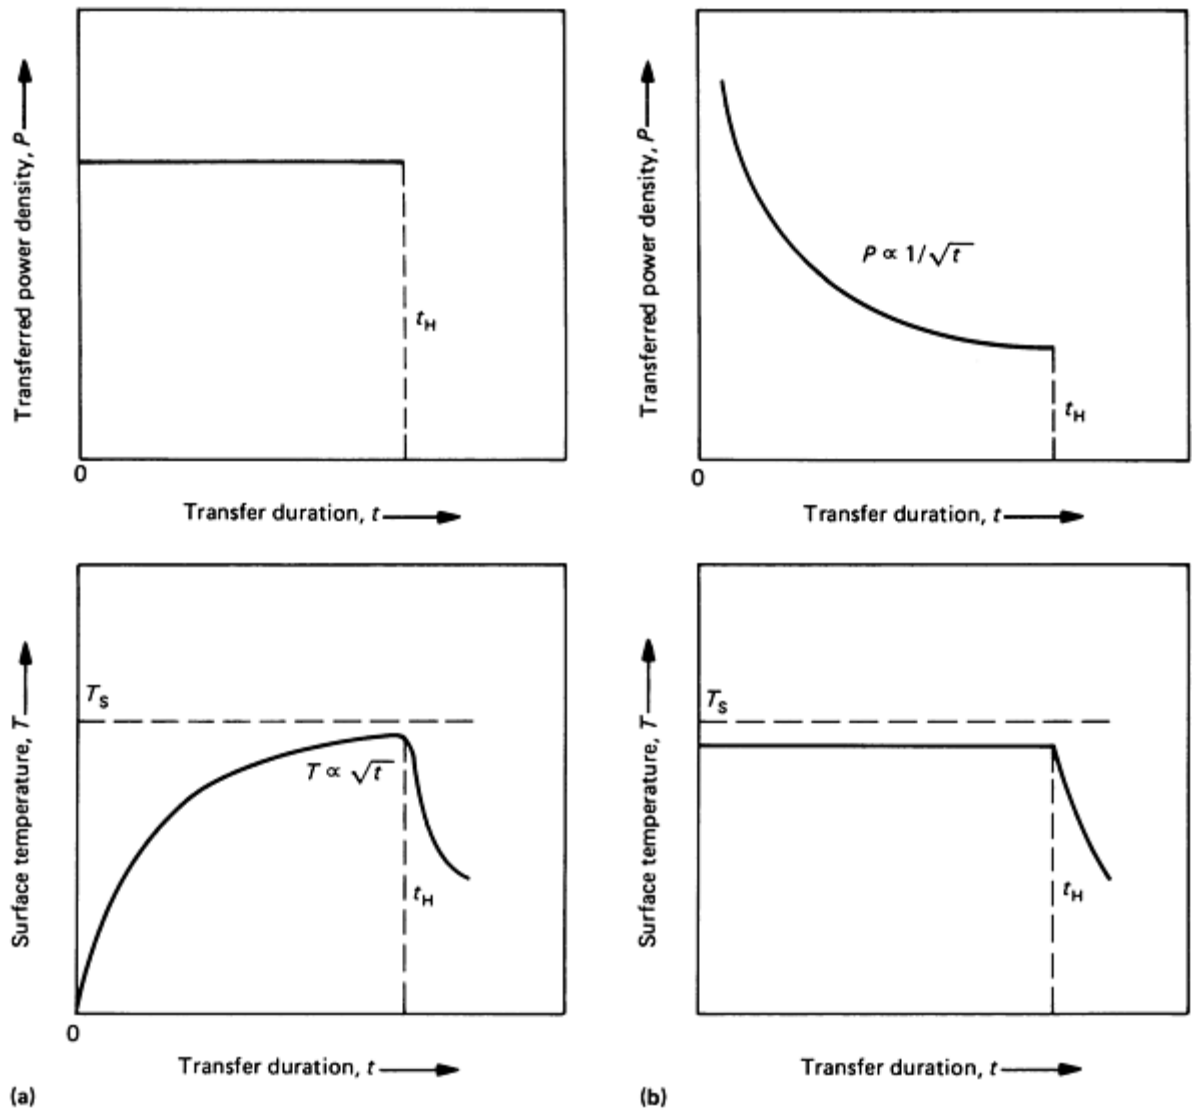 Transferred power density, P
t_H
0
Transfer duration, t
Transferred power density, P
P ∝ 1/√t
t_H
0
Transfer duration, t
Surface temperature, T
T_S
T ∝ √t
t_H
0
Transfer duration, t
(a)
Surface temperature, T
T_S
t_H
Transfer duration, t
(b)